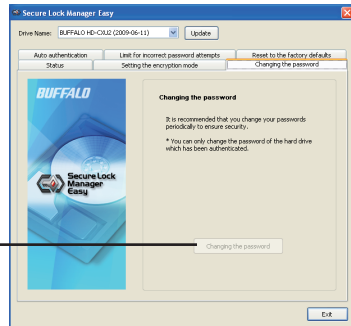 Secure Lock Manager Easy
Drive Name: BUFFALO HD-CXU2 (2009-06-11) Update
Auto authentication Limit for incorrect password attempts Reset to the factory defaults
Status Setting the encryption mode Changing the password
BUFFALO
Changing the password
It is recommended that you change your passwords
periodically to ensure security.
* You can only change the password of the hard drive
which has been authenticated.
Secure Lock
Manager
Easy
Changing the password
Exit